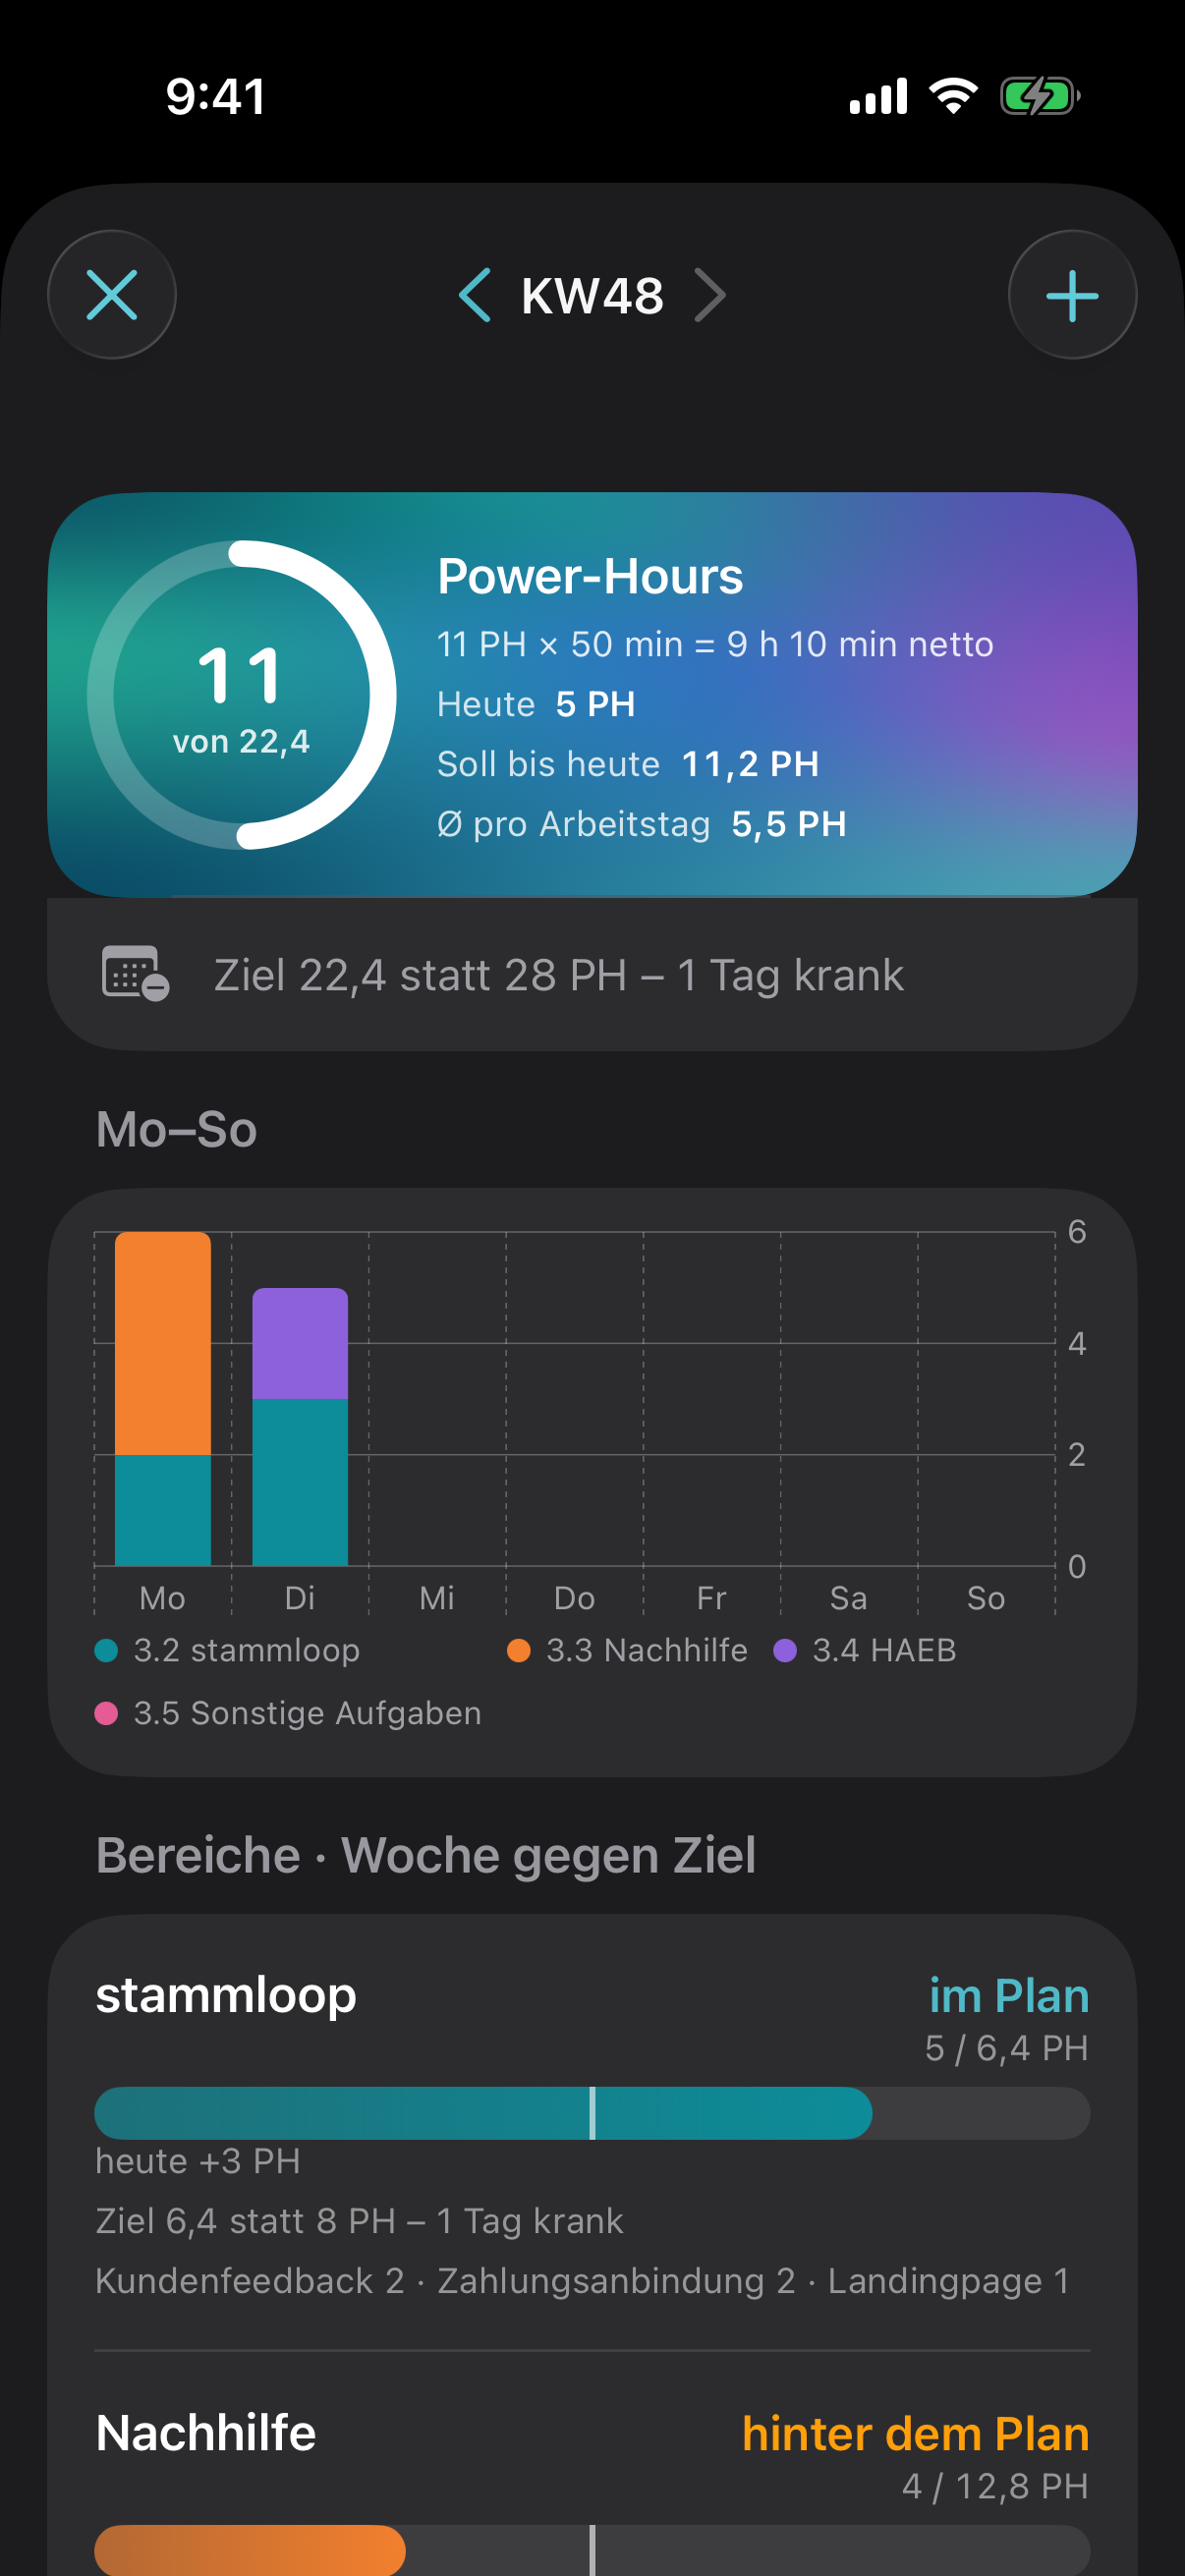 9:41
KW48
Power-Hours
11
von 22,4
11 PH × 50 min = 9 h 10 min netto
Heute 5 PH
Soll bis heute 11,2 PH
Ø pro Arbeitstag 5,5 PH
Ziel 22,4 statt 28 PH – 1 Tag krank
Mo–So
6
4
2
0
Mo Di Mi Do Fr Sa So
3.2 stammloop 3.3 Nachhilfe 3.4 HAEB
3.5 Sonstige Aufgaben
Bereiche · Woche gegen Ziel
stammloop im Plan
5 / 6,4 PH
heute +3 PH
Ziel 6,4 statt 8 PH – 1 Tag krank
Kundenfeedback 2 · Zahlungsanbindung 2 · Landingpage 1
Nachhilfe hinter dem Plan
4 / 12,8 PH